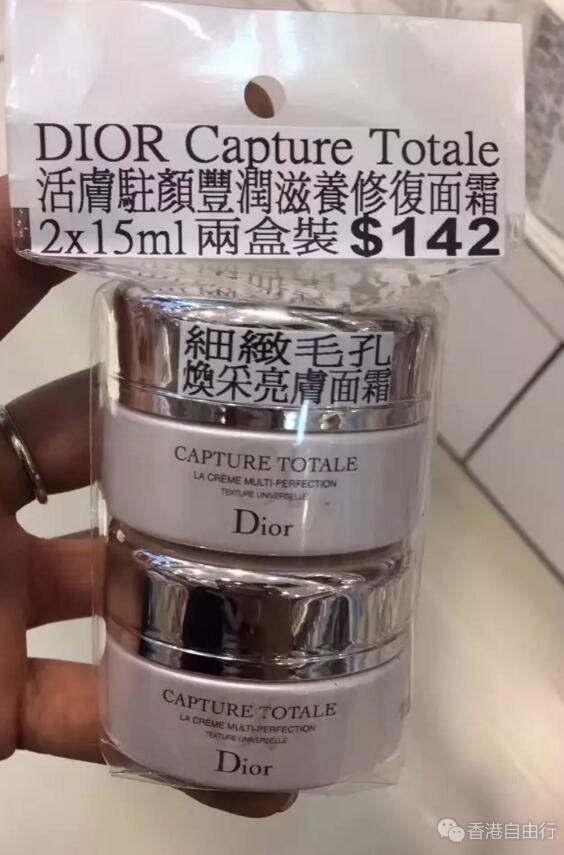 DIOR Capture Totale
活膚駐顏豐潤滋養修復面霜
2x15ml 兩盒裝 $142
細緻毛孔
煥采亮膚面霜
CAPTURE TOTALE
LA CRÈME MULTI-PERFECTION
TEXTURE UNIVERSELLE
Dior
CAPTURE TOTALE
LA CRÈME MULTI-PERFECTION
TEXTURE UNIVERSELLE
Dior
香港自由行